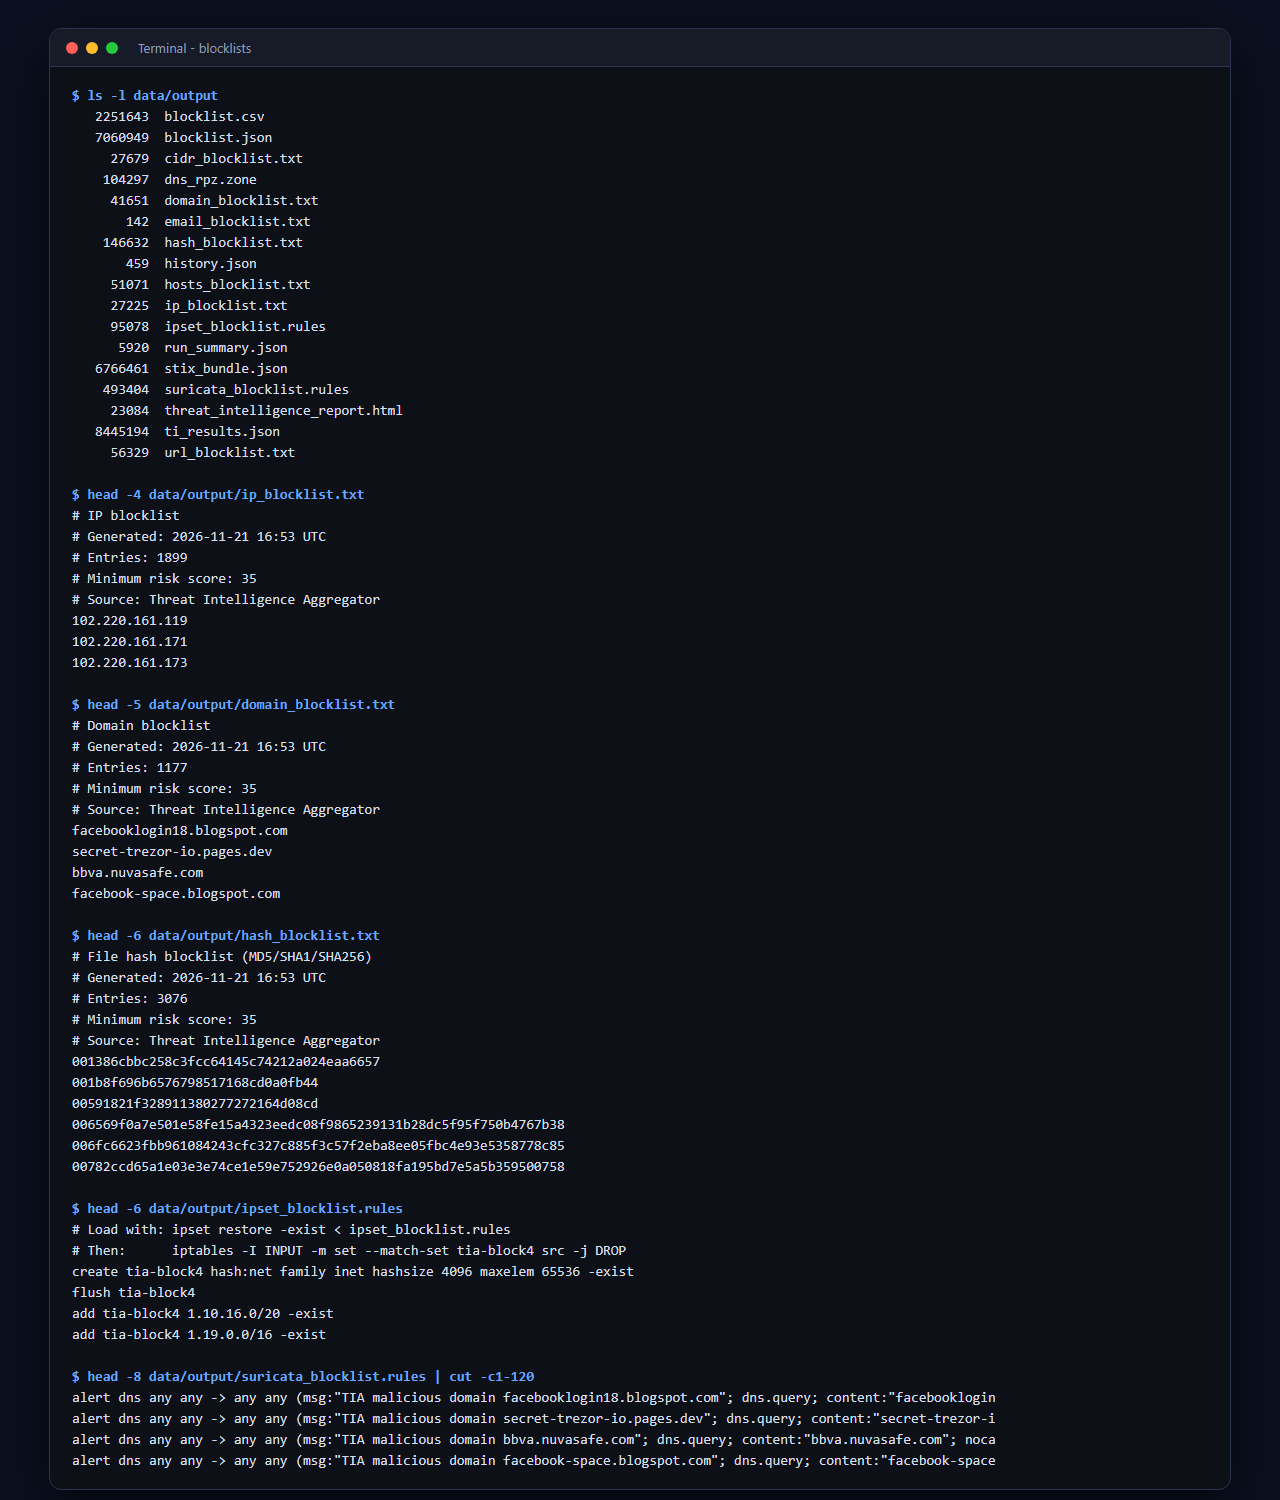 Terminal - blocklists
$ ls -l data/output
2251643  blocklist.csv
7060949  blocklist.json
27679  cidr_blocklist.txt
104297  dns_rpz.zone
41651  domain_blocklist.txt
142  email_blocklist.txt
146632  hash_blocklist.txt
459  history.json
51071  hosts_blocklist.txt
27225  ip_blocklist.txt
95078  ipset_blocklist.rules
5920  run_summary.json
6766461  stix_bundle.json
493404  suricata_blocklist.rules
23084  threat_intelligence_report.html
8445194  ti_results.json
56329  url_blocklist.txt
$ head -4 data/output/ip_blocklist.txt
# IP blocklist
# Generated: 2026-11-21 16:53 UTC
# Entries: 1899
# Minimum risk score: 35
# Source: Threat Intelligence Aggregator
102.220.161.119
102.220.161.171
102.220.161.173
$ head -5 data/output/domain_blocklist.txt
# Domain blocklist
# Generated: 2026-11-21 16:53 UTC
# Entries: 1177
# Minimum risk score: 35
# Source: Threat Intelligence Aggregator
facebooklogin18.blogspot.com
secret-trezor-io.pages.dev
bbva.nuvasafe.com
facebook-space.blogspot.com
$ head -6 data/output/hash_blocklist.txt
# File hash blocklist (MD5/SHA1/SHA256)
# Generated: 2026-11-21 16:53 UTC
# Entries: 3076
# Minimum risk score: 35
# Source: Threat Intelligence Aggregator
001386cbbc258c3fcc64145c74212a024eaa6657
001b8f696b6576798517168cd0a0fb44
00591821f328911380277272164d08cd
006569f0a7e501e58fe15a4323eedc08f9865239131b28dc5f95f750b4767b38
006fc6623fbb961084243cfc327c885f3c57f2eba8ee05fbc4e93e5358778c85
00782ccd65a1e03e3e74ce1e59e752926e0a050818fa195bd7e5a5b359500758
$ head -6 data/output/ipset_blocklist.rules
# Load with: ipset restore -exist < ipset_blocklist.rules
# Then:      iptables -I INPUT -m set --match-set tia-block4 src -j DROP
create tia-block4 hash:net family inet hashsize 4096 maxelem 65536 -exist
flush tia-block4
add tia-block4 1.10.16.0/20 -exist
add tia-block4 1.19.0.0/16 -exist
$ head -8 data/output/suricata_blocklist.rules | cut -c1-120
alert dns any any -> any any (msg:"TIA malicious domain facebooklogin18.blogspot.com"; dns.query; content:"facebooklogin
alert dns any any -> any any (msg:"TIA malicious domain secret-trezor-io.pages.dev"; dns.query; content:"secret-trezor-i
alert dns any any -> any any (msg:"TIA malicious domain bbva.nuvasafe.com"; dns.query; content:"bbva.nuvasafe.com"; noca
alert dns any any -> any any (msg:"TIA malicious domain facebook-space.blogspot.com"; dns.query; content:"facebook-space